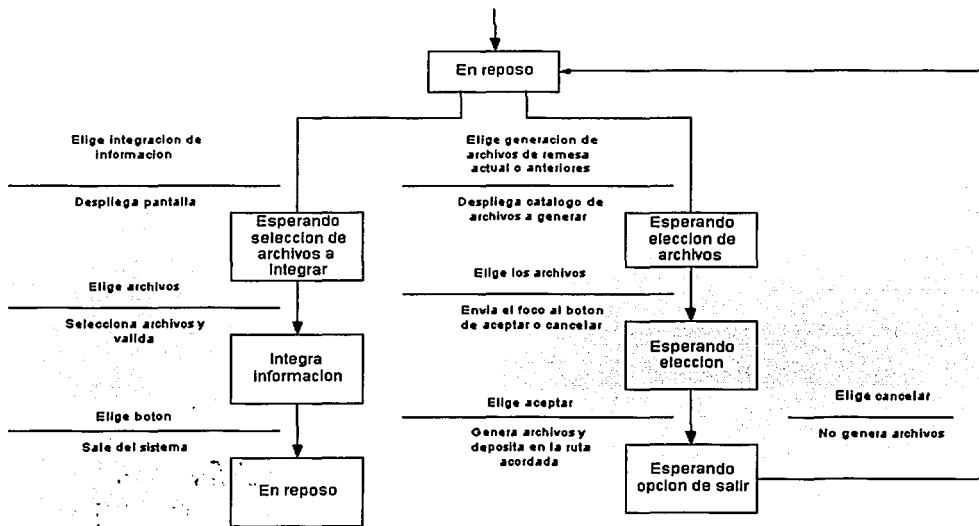 En reposo
Elige integracion de
informacion
Despliega pantalla
Elige generacion de
archivos de remesa
actual o anteriores
Despliega catalogo de
archivos a generar
Esperando
seleccion de
archivos a
Integrar
Esperando
eleccion de
archivos
Elige archivos
Selecciona archivos y
valida
Elige los archivos
Envia el foco al boton
de aceptar o cancelar
Integra
informacion
Esperando
eleccion
Elige boton
Sale del sistema
Elige aceptar
Genera archivos y
deposita en la ruta
acordada
Elige cancelar
No genera archivos
En reposo
Esperando
opcion de salir